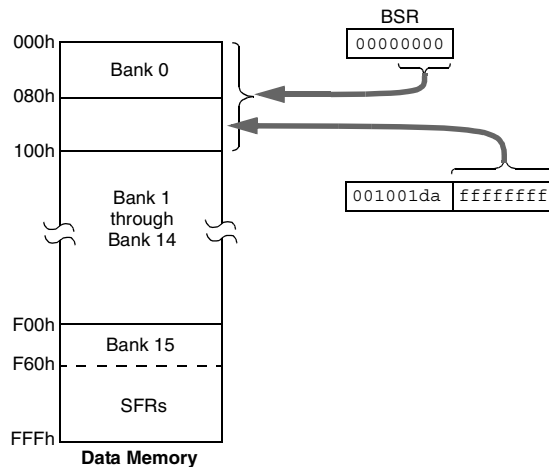 BSR
00000000
000h
Bank 0
080h
100h
001001da ffffffff
Bank 1
through
Bank 14
F00h
Bank 15
F60h
SFRs
FFFh
Data Memory